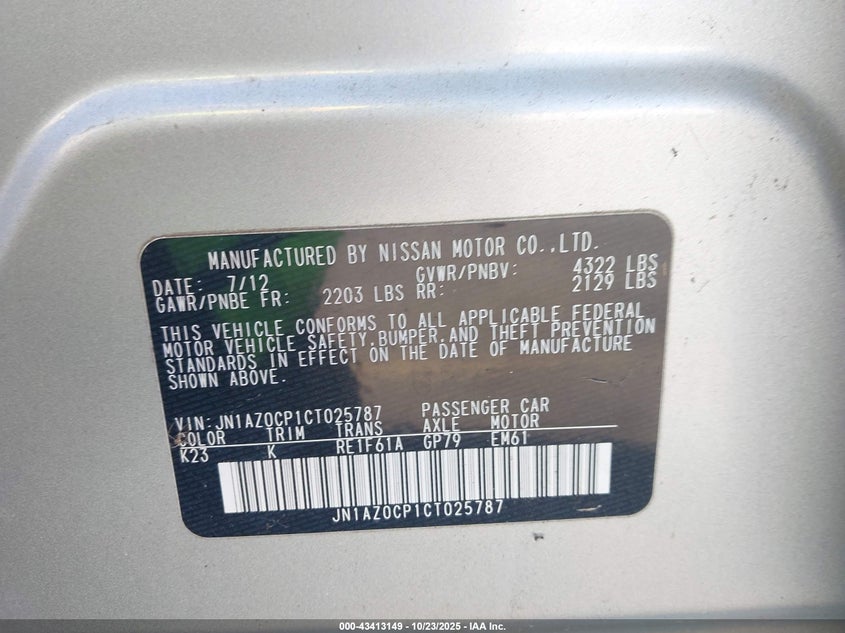 MANUFACTURED BY NISSAN MOTOR CO.,LTD.
DATE: 7/12 GVWR/PNBV: 4322 LBS
GAWR/PNBE FR: 2203 LBS RR: 2129 LBS
THIS VEHICLE CONFORMS TO ALL APPLICABLE FEDERAL
MOTOR VEHICLE SAFETY,BUMPER,AND THEFT PREVENTION
STANDARDS IN EFFECT ON THE DATE OF MANUFACTURE
SHOWN ABOVE.
VIN:JN1AZ0CP1CT025787 PASSENGER CAR
COLOR TRIM TRANS AXLE MOTOR
K23 K RE1F61A GP79 EM61
JN1AZ0CP1CT025787
000-43413149 - 10/23/2025 - IAA Inc.